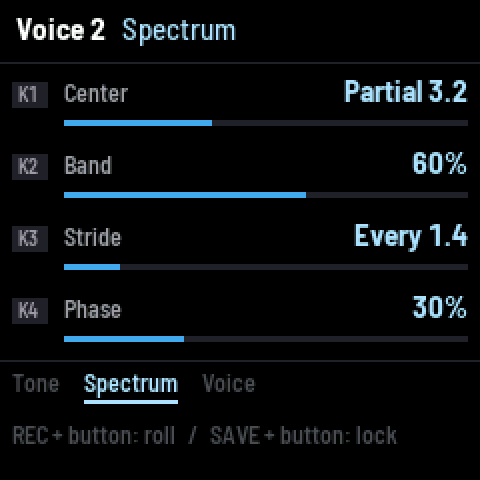 Voice 2 Spectrum
K1 Center Partial 3.2
K2 Band 60%
K3 Stride Every 1.4
K4 Phase 30%
Tone Spectrum Voice
REC+button: roll / SAVE+button: lock